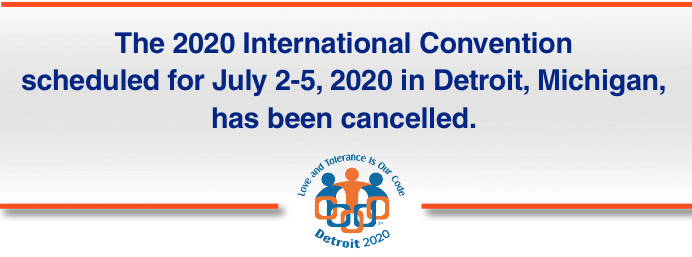 The 2020 International Convention
scheduled for July 2-5, 2020 in Detroit, Michigan,
has been cancelled.
Love and Tolerance Is Our Code
Detroit 2020